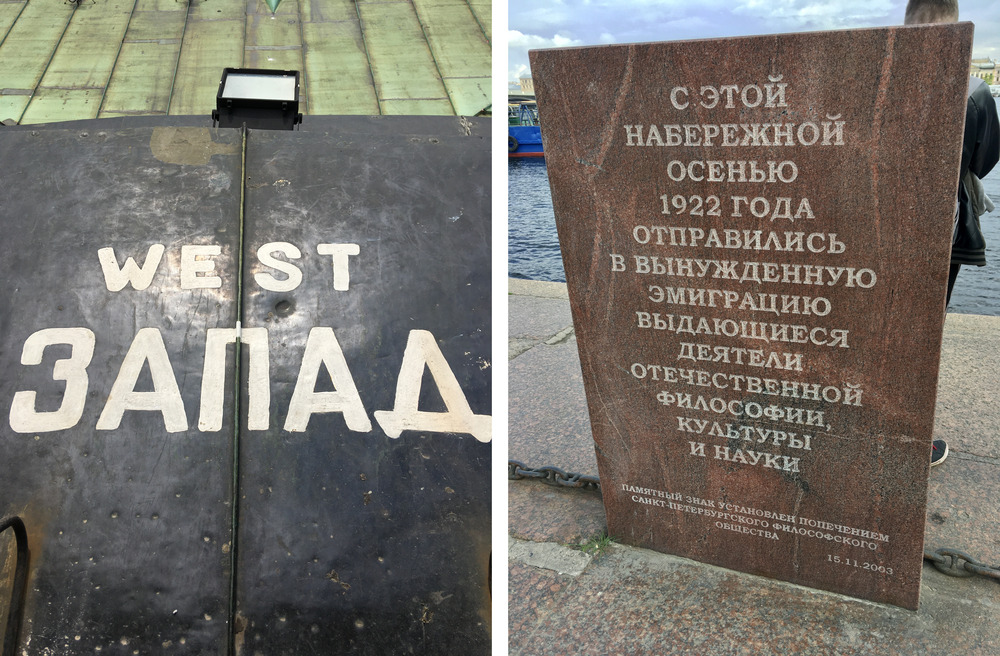 WEST
ЗАПАД
С ЭТОЙ
НАБЕРЕЖНОЙ
ОСЕНЬЮ
1922 ГОДА
ОТПРАВИЛИСЬ
В ВЫНУЖДЕННУЮ
ЭМИГРАЦИЮ
ВЫДАЮЩИЕСЯ
ДЕЯТЕЛИ
ОТЕЧЕСТВЕННОЙ
ФИЛОСОФИИ,
КУЛЬТУРЫ
И НАУКИ
ПАМЯТНЫЙ ЗНАК УСТАНОВЛЕН ПОПЕЧЕНИЕМ
САНКТ-ПЕТЕРБУРГСКОГО ФИЛОСОФСКОГО
ОБЩЕСТВА
15.11.2003